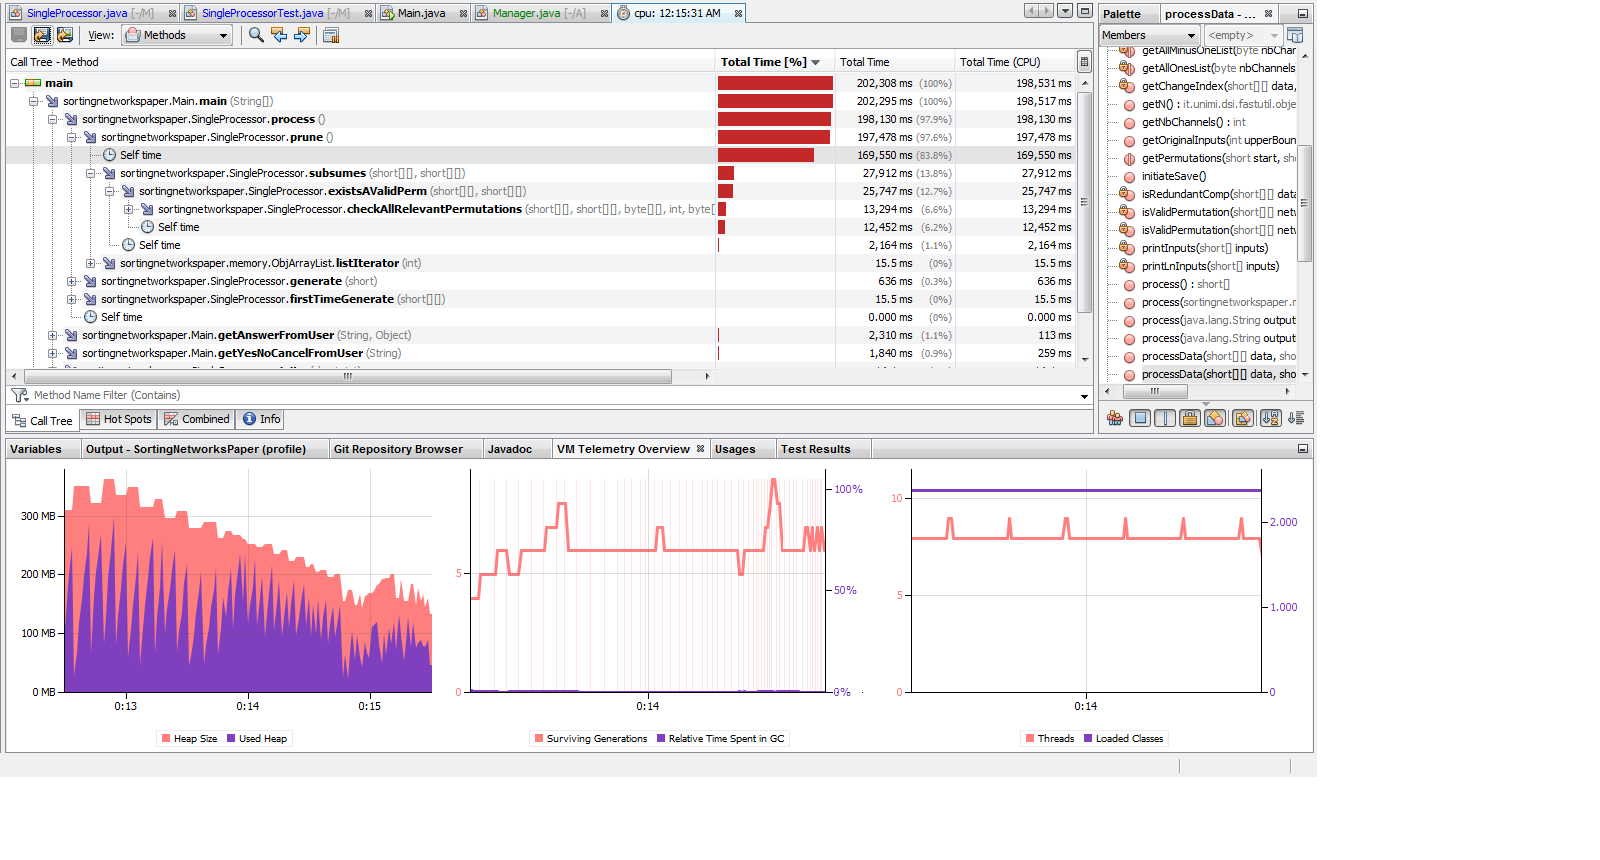 SingleProcessor.java [-/M] SingleProcessorTest.java [-/M] Main.java Manager.java [-/A] cpu: 12:15:31 AM
View: Methods
Call Tree - Method Total Time [%] Total Time Total Time (CPU)
main 202,308 ms (100%) 198,531 ms
sortingnetworkspaper.Main.main (String[]) 202,295 ms (100%) 198,517 ms
sortingnetworkspaper.SingleProcessor.process () 198,130 ms (97.9%) 198,130 ms
sortingnetworkspaper.SingleProcessor.prune () 197,478 ms (97.6%) 197,478 ms
Self time 169,550 ms (83.8%) 169,550 ms
sortingnetworkspaper.SingleProcessor.subsumes (short[][], short[][]) 27,912 ms (13.8%) 27,912 ms
sortingnetworkspaper.SingleProcessor.existsAValidPerm (short[][], short[][]) 25,747 ms (12.7%) 25,747 ms
sortingnetworkspaper.SingleProcessor.checkAllRelevantPermutations (short[][], short[][], byte[][], int, byte[ 13,294 ms (6.6%) 13,294 ms
Self time 12,452 ms (6.2%) 12,452 ms
Self time 2,164 ms (1.1%) 2,164 ms
sortingnetworkspaper.memory.ObjArrayList.listIterator (int) 15.5 ms (0%) 15.5 ms
sortingnetworkspaper.SingleProcessor.generate (short) 636 ms (0.3%) 636 ms
sortingnetworkspaper.SingleProcessor.firstTimeGenerate (short[][]) 15.5 ms (0%) 15.5 ms
Self time 0.000 ms (0%) 0.000 ms
sortingnetworkspaper.Main.getAnswerFromUser (String, Object) 2,310 ms (1.1%) 113 ms
sortingnetworkspaper.Main.getYesNoCancelFromUser (String) 1,840 ms (0.9%) 259 ms
Method Name Filter (Contains)
Call Tree Hot Spots Combined Info
Palette processData - ...
Members <empty>
getAllMinusOneList(byte nbChar
getAllOnesList(byte nbChannels
getChangeIndex(short[] data,
getN() : it.unimi.dsi.fastutil.obje
getNbChannels() : int
getOriginalInputs(int upperBoun
getPermutations(short start, sh
initiateSave()
isRedundantComp(short[] data
isValidPermutation(short[] net
isValidPermutation(short[] net
printInputs(short[] inputs)
printLnInputs(short[] inputs)
process() : short[]
process(sortingnetworkspaper.r
process(java.lang.String output
process(java.lang.String output
processData(short[][] data, sho
processData(short[][] data, sho
Variables Output - SortingNetworksPaper (profile) Git Repository Browser Javadoc VM Telemetry Overview Usages Test Results
300 MB
200 MB
100 MB
0 MB
0:13 0:14 0:15
Heap Size Used Heap
5
0
100%
50%
0%
0:14
Surviving Generations Relative Time Spent in GC
10
5
0
2.000
1.000
0
0:14
Threads Loaded Classes